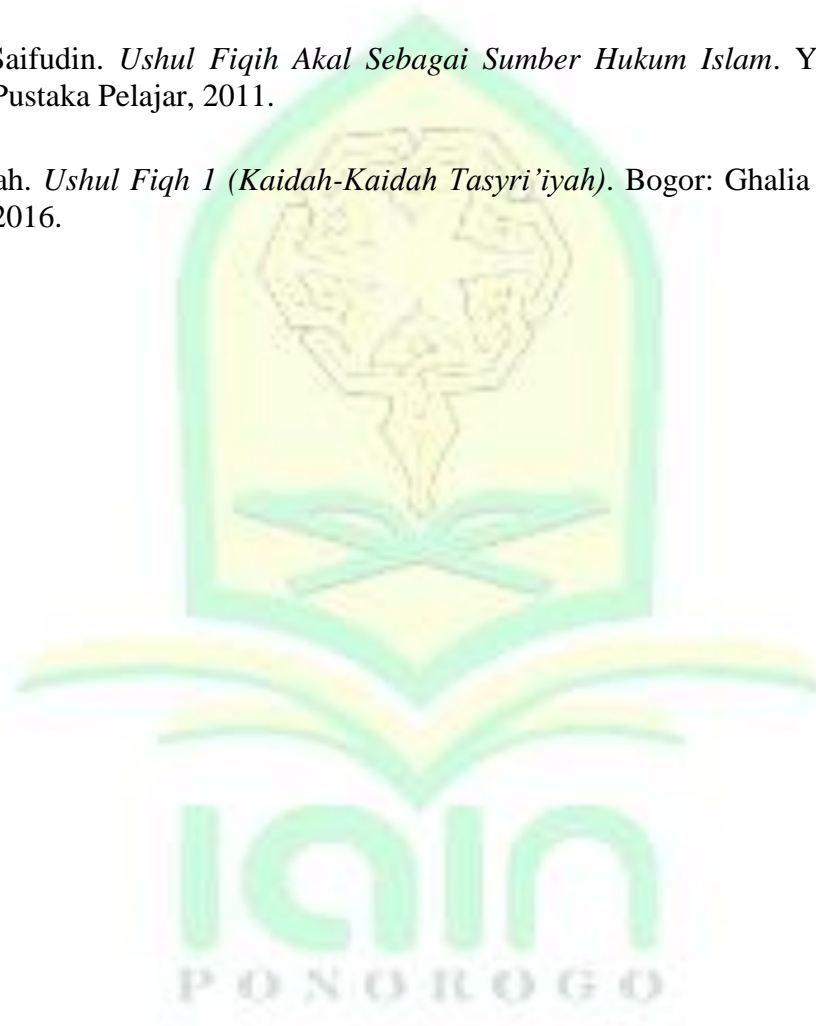 Saifudin. Ushul Fiqih Akal Sebagai Sumber Hukum Islam. Y
Pustaka Pelajar, 2011.
ah. Ushul Fiqh 1 (Kaidah-Kaidah Tasyri'iyah). Bogor: Ghalia
2016.
iain
PONOROGO